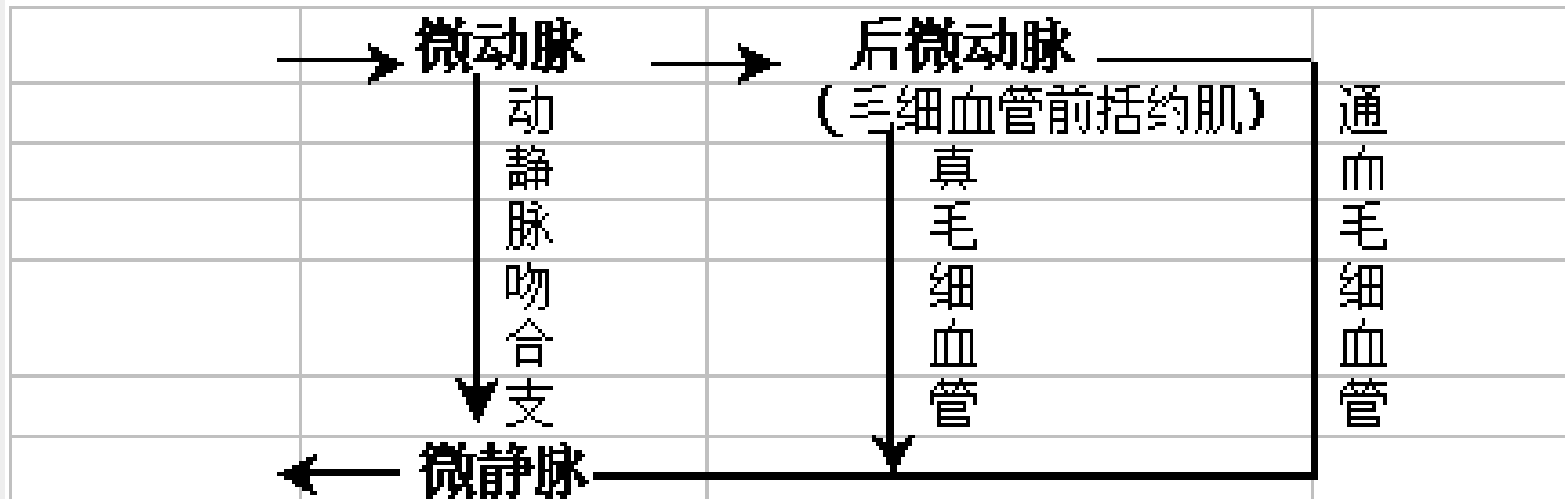 微动脉 后微动脉
(毛细血管前括约肌)
动静脉吻合支
真毛细血管
通血毛细血管
微静脉